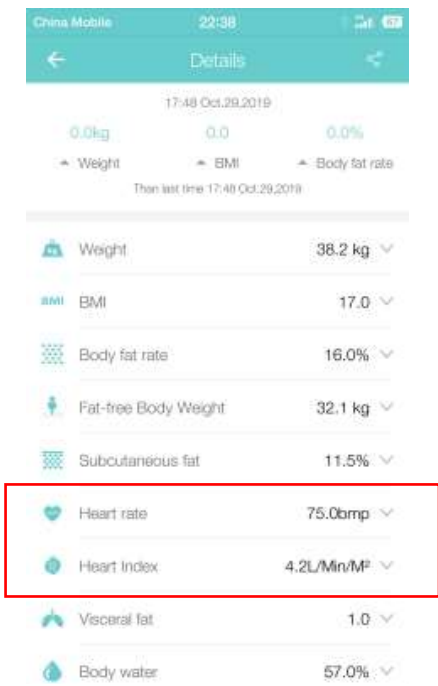 China Mobile 22:38 67
Details
17:48 Oct.29,2019
0.0kg 0.0 0.0%
Weight BMI Body fat rate
Than last time 17:48 Oct.29,2019
Weight 38.2 kg
BMI BMI 17.0
Body fat rate 16.0%
Fat-free Body Weight 32.1 kg
Subcutaneous fat 11.5%
Heart rate 75.0bmp
Heart Index 4.2L/Min/M²
Visceral fat 1.0
Body water 57.0%